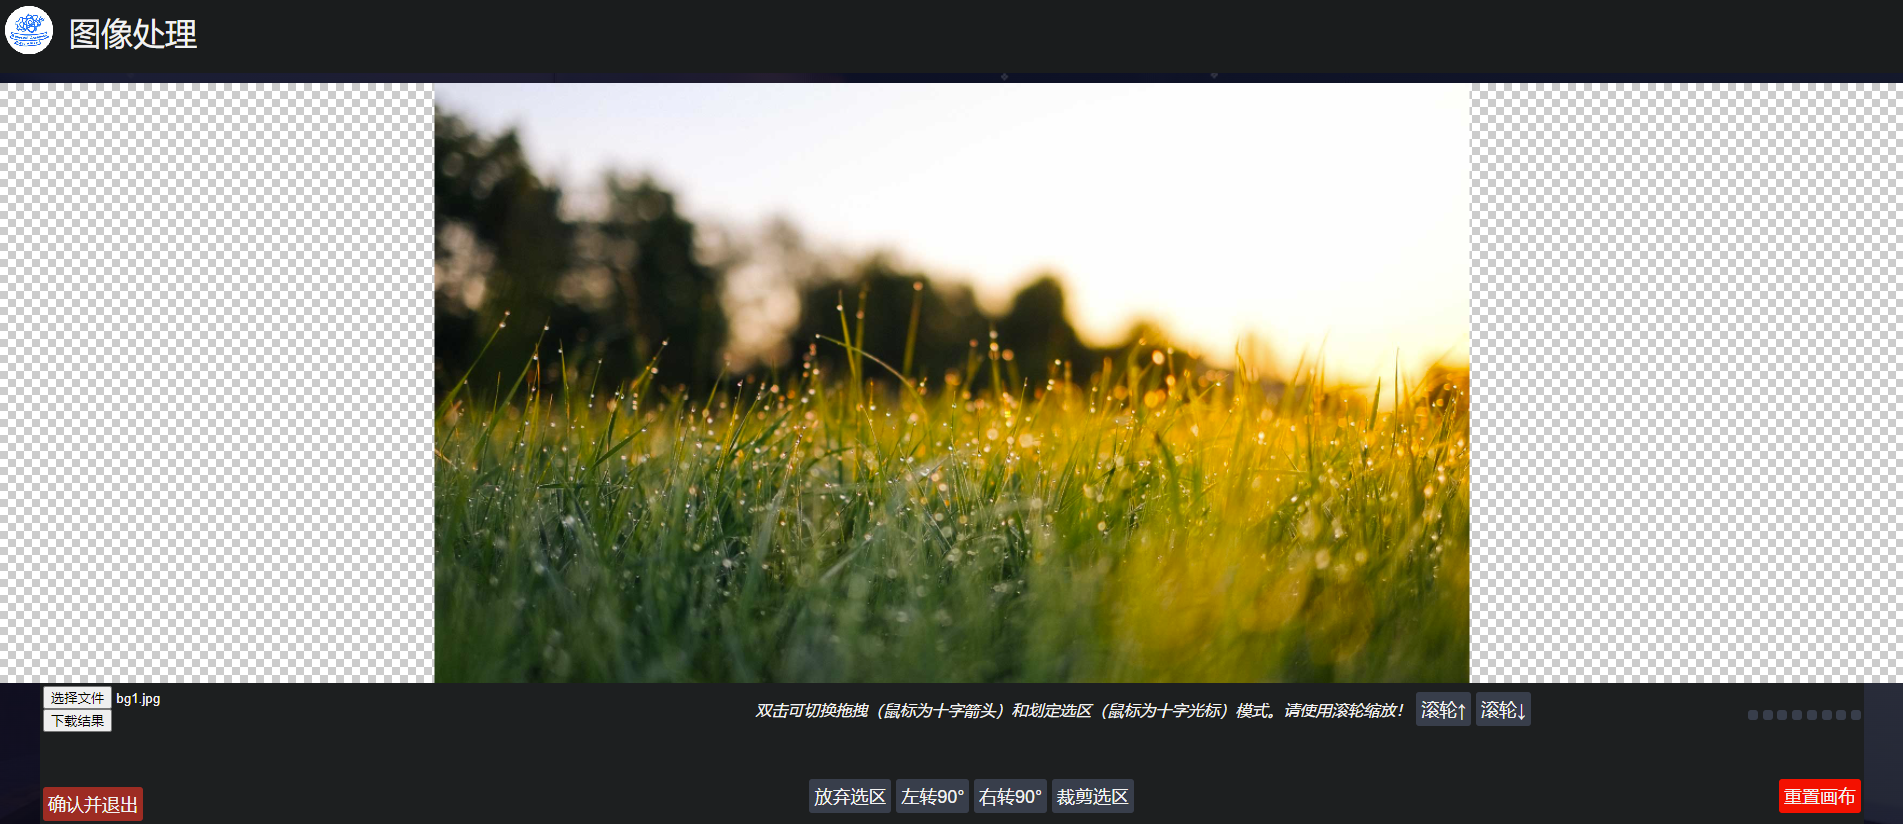 图像处理
选择文件 bg1.jpg
下载结果
双击可切换拖拽（鼠标为十字箭头）和划定选区（鼠标为十字光标）模式。请使用滚轮缩放！ 滚轮↑ 滚轮↓
确认并退出 放弃选区 左转90° 右转90° 裁剪选区 重置画布